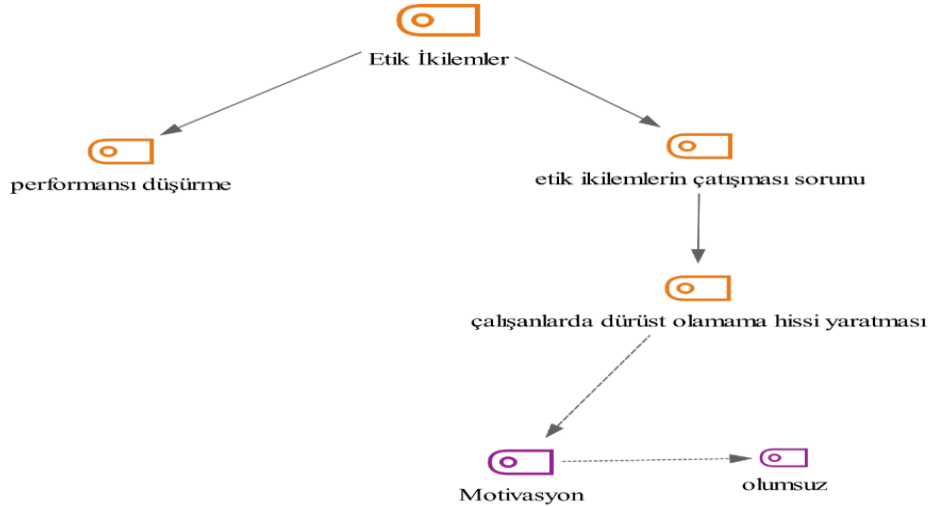 Etik İkilemler
performansı düşürme
etik ikilemlerin çatışması sorunu
çalışanlarda dürüst olamama hissi yaratması
Motivasyon
olumsuz